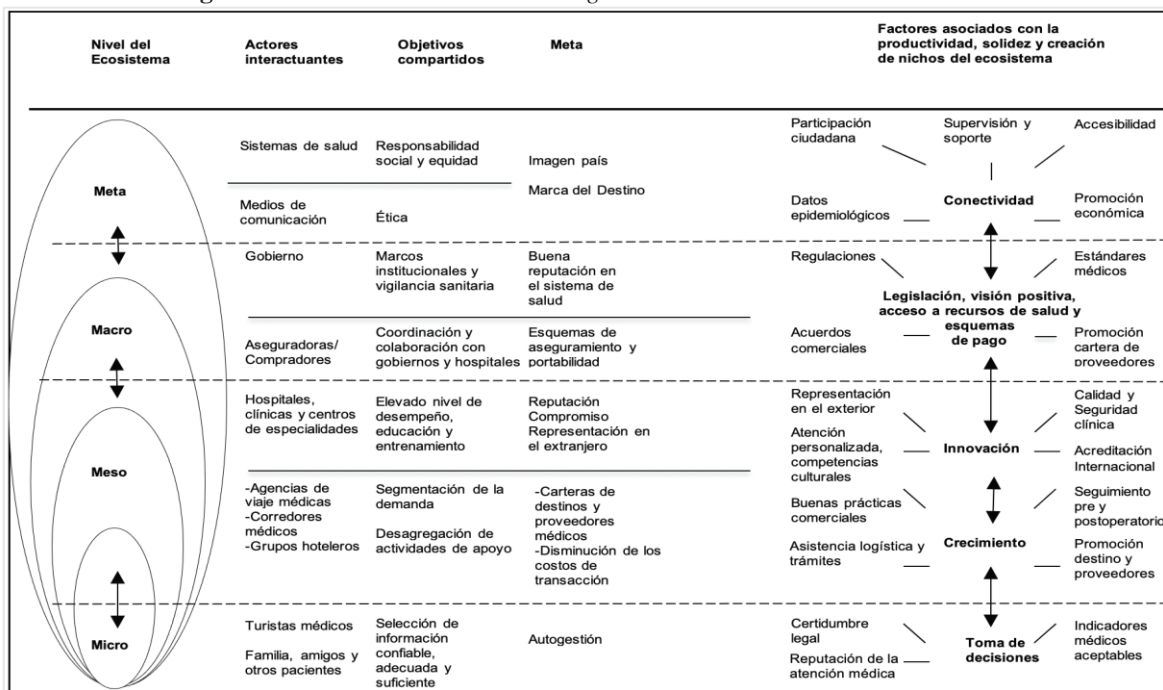 Nivel del
Ecosistema
Actores
interactuantes
Objetivos
compartidos
Meta
Factores asociados con la
productividad, solidez y creación
de nichos del ecosistema
Meta
Sistemas de salud
Responsabilidad
social y equidad
Imagen país
Marca del Destino
Medios de
comunicación
Ética
Participación
ciudadana
Supervisión y
soporte
Accesibilidad
Datos
epidemiológicos
Conectividad
Promoción
económica
Macro
Gobierno
Marcos
institucionales y
vigilancia sanitaria
Buena
reputación en
el sistema de
salud
Aseguradoras/
Compradores
Coordinación y
colaboración con
gobiernos y hospitales
Esquemas de
aseguramiento y
portabilidad
Regulaciones
Estándares
médicos
Legislación, visión positiva,
acceso a recursos de salud y
esquemas
de pago
Acuerdos
comerciales
Promoción
cartera de
proveedores
Meso
Hospitales,
clínicas y centros
de especialidades
Elevado nivel de
desempeño,
educación y
entrenamiento
Reputación
Compromiso
Representación en
el extranjero
-Agencias de
viaje médicas
-Corredores
médicos
-Grupos hoteleros
Segmentación de la
demanda
Desagregación de
actividades de apoyo
-Carteras de
destinos y
proveedores
médicos
-Disminución de los
costos de
transacción
Representación
en el exterior
Calidad y
Seguridad
clínica
Atención
personalizada,
competencias
culturales
Innovación
Acreditación
Internacional
Buenas prácticas
comerciales
Seguimiento
pre y
postoperatorio
Asistencia logística y
trámites
Crecimiento
Promoción
destino y
proveedores
Micro
Turistas médicos
Familia, amigos y
otros pacientes
Selección de
información
confiable,
adecuada y
suficiente
Autogestión
Certidumbre
legal
Reputación de la
atención médica
Toma de
decisiones
Indicadores
médicos
aceptables